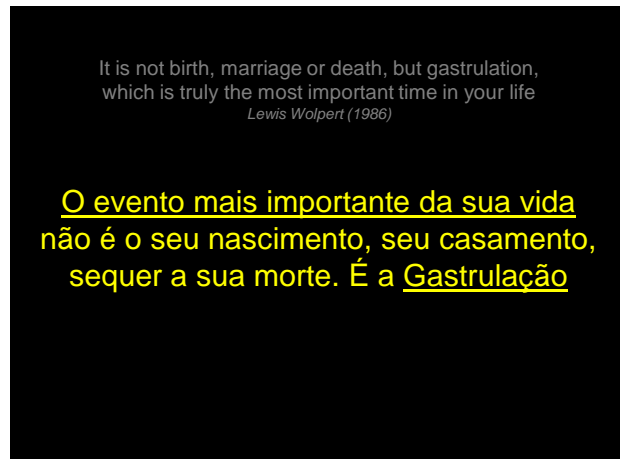 It is not birth, marriage or death, but gastrulation,
which is truly the most important time in your life
Lewis Wolpert (1986)
O evento mais importante da sua vida
não é o seu nascimento, seu casamento,
sequer a sua morte. É a Gastrulação